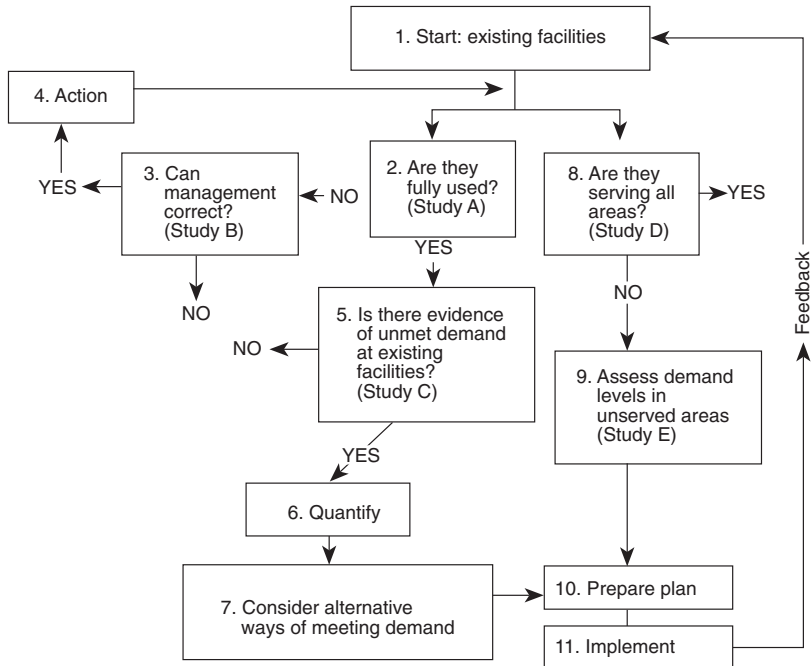 1. Start: existing facilities
4. Action
YES
3. Can
management
correct?
(Study B)
NO
NO
2. Are they
fully used?
(Study A)
YES
8. Are they
serving all
areas?
(Study D)
YES
NO
5. Is there evidence
of unmet demand
at existing
facilities?
(Study C)
NO
YES
9. Assess demand
levels in
unserved areas
(Study E)
6. Quantify
7. Consider alternative
ways of meeting demand
10. Prepare plan
11. Implement
Feedback